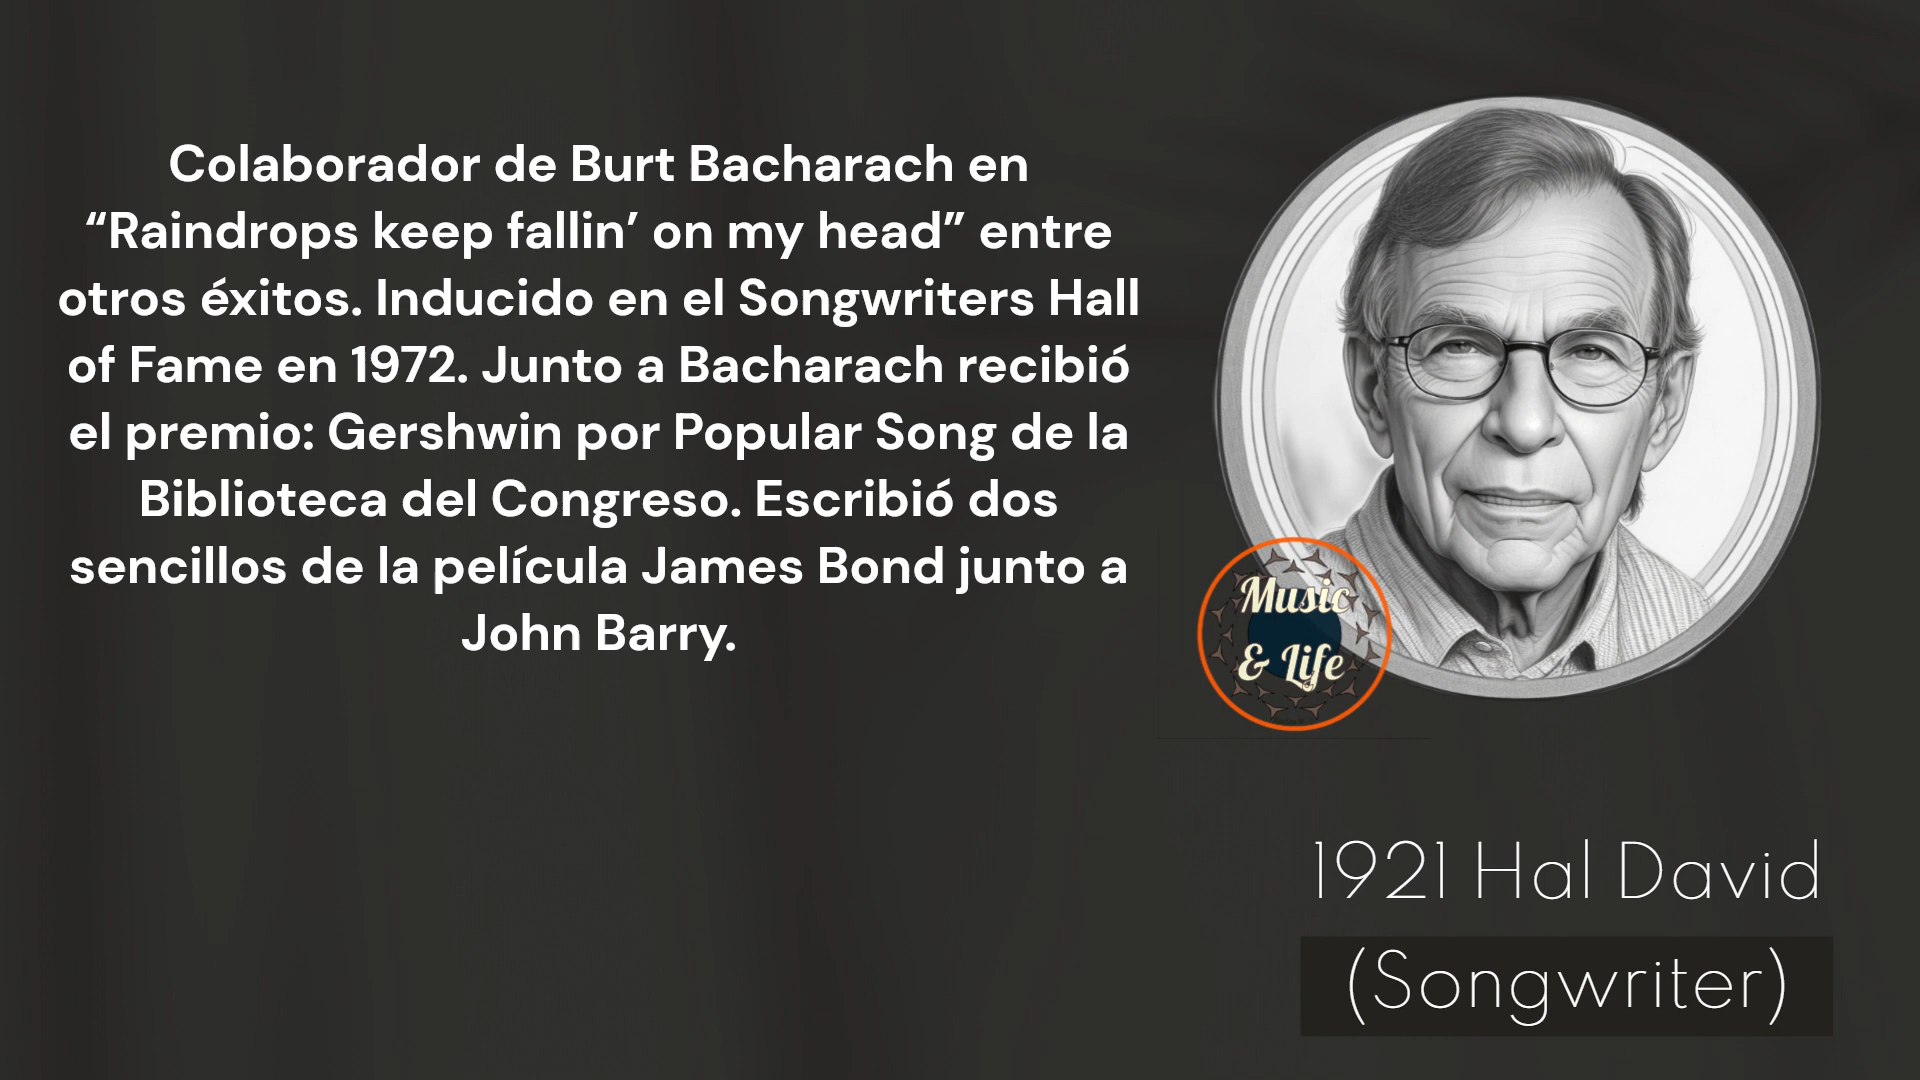 Colaborador de Burt Bacharach en
“Raindrops keep fallin’ on my head” entre
otros éxitos. Inducido en el Songwriters Hall
of Fame en 1972. Junto a Bacharach recibió
el premio: Gershwin por Popular Song de la
Biblioteca del Congreso. Escribió dos
sencillos de la película James Bond junto a
John Barry.
Music
& Life
1921 Hal David
(Songwriter)